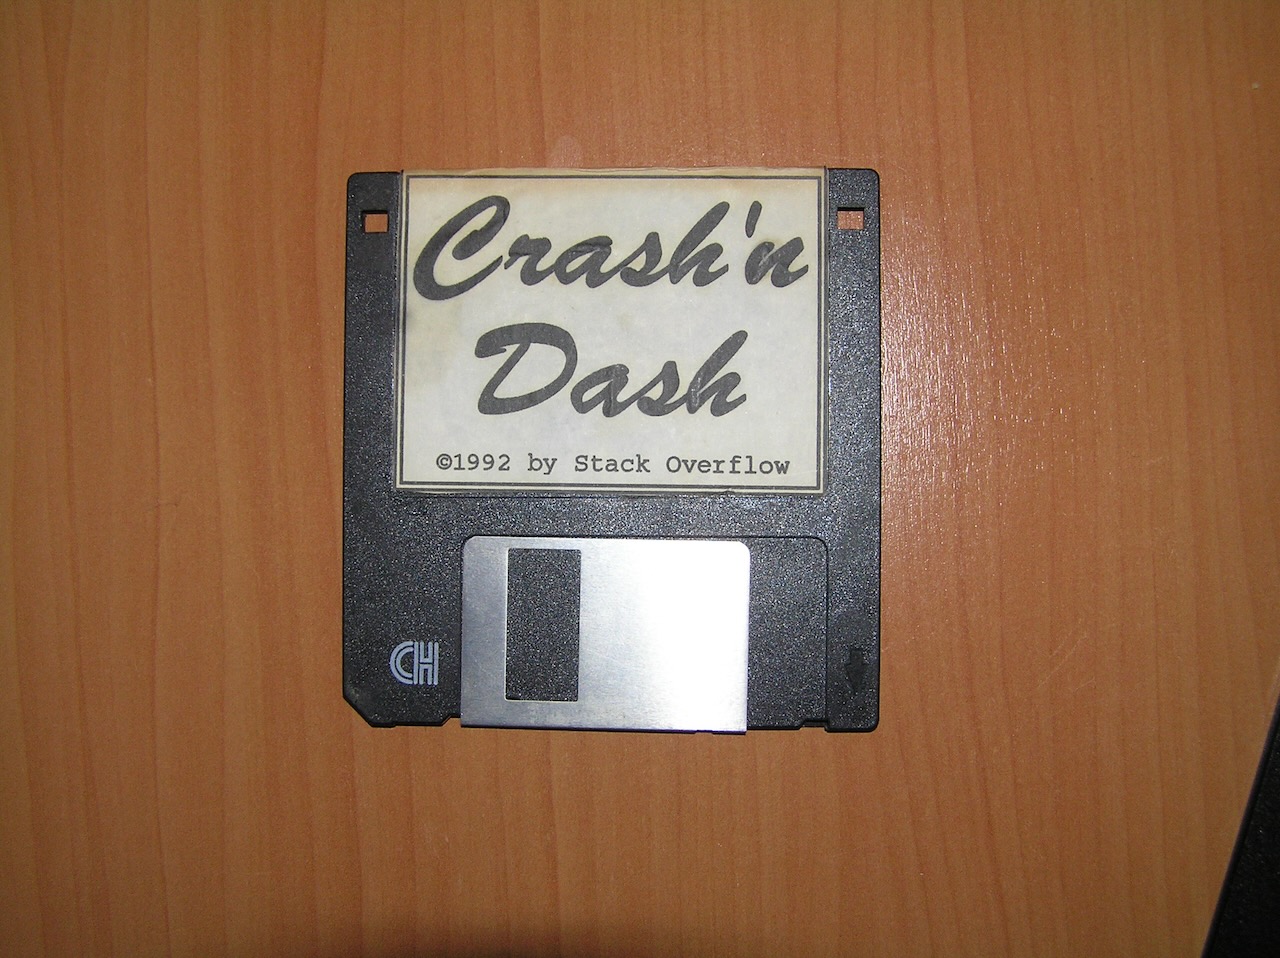 Crash'n
Dash
©1992 by Stack Overflow
CH